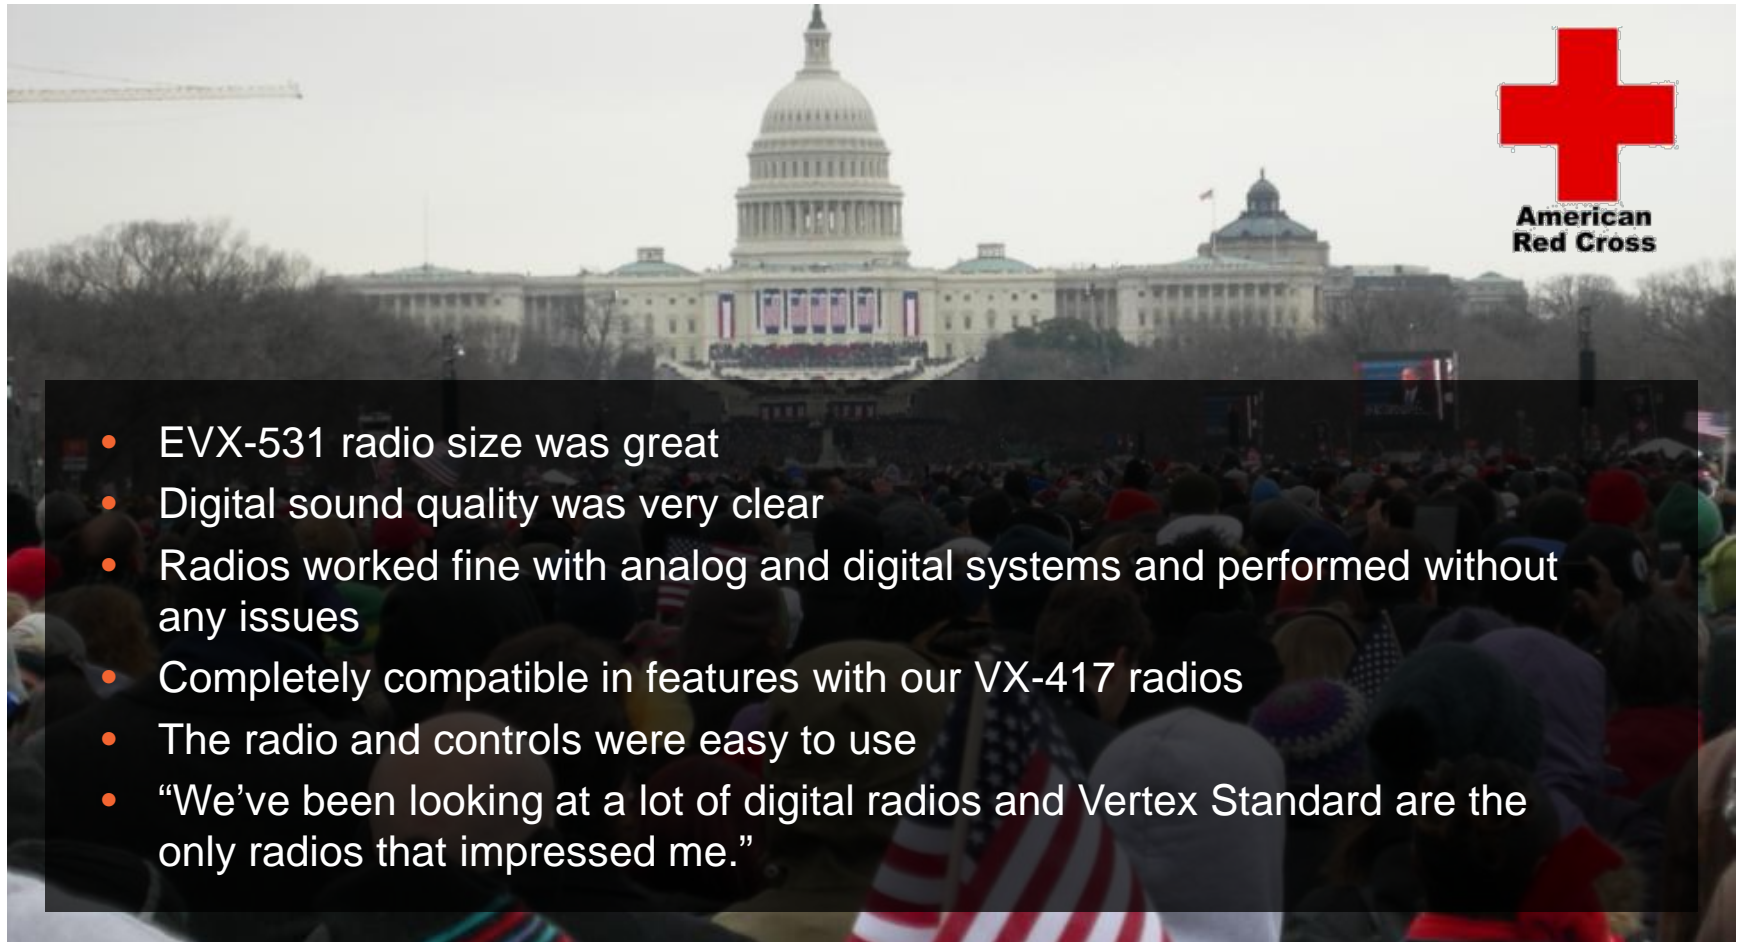 American
Red Cross
• EVX-531 radio size was great
• Digital sound quality was very clear
• Radios worked fine with analog and digital systems and performed without
any issues
• Completely compatible in features with our VX-417 radios
• The radio and controls were easy to use
• “We’ve been looking at a lot of digital radios and Vertex Standard are the
only radios that impressed me.”